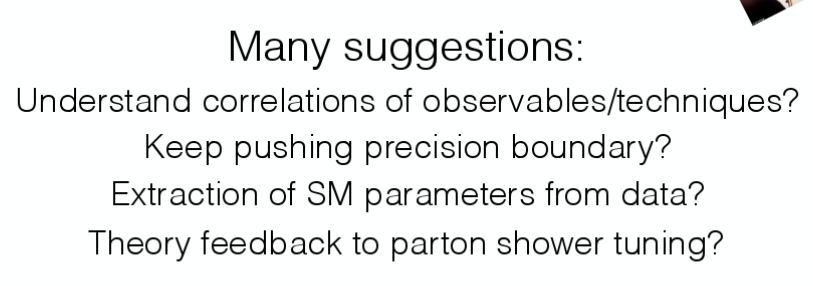 Many suggestions:
Understand correlations of observables/techniques?
Keep pushing precision boundary?
Extraction of SM parameters from data?
Theory feedback to parton shower tuning?